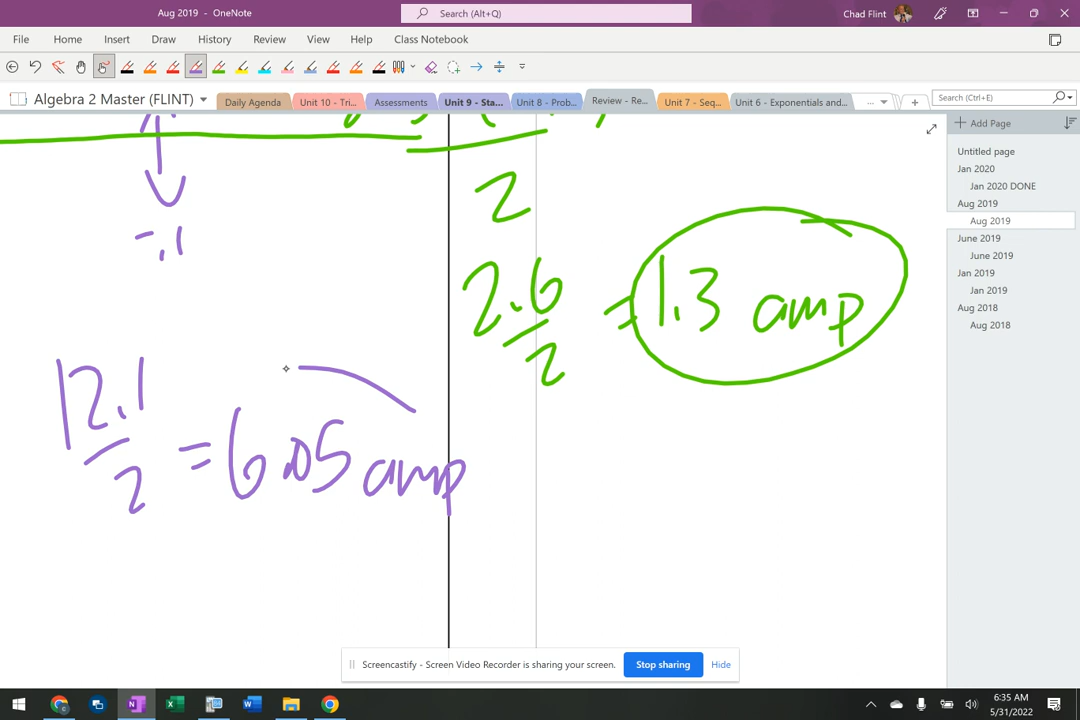 Aug 2019 - OneNote
Search (Alt+Q)
Chad Flint
File Home Insert Draw History Review View Help Class Notebook
Algebra 2 Master (FLINT)
Daily Agenda
Unit 10 - Tri...
Assessments
Unit 9 - Sta...
Unit 8 - Prob...
Review - Re...
Unit 7 - Seq...
Unit 6 - Exponentials and...
...
Search (Ctrl+E)
Add Page
Untitled page
Jan 2020
Jan 2020 DONE
Aug 2019
Aug 2019
June 2019
June 2019
Jan 2019
Jan 2019
Aug 2018
Aug 2018
-.1
2
2.6
2
= 1.3 amp
12.1
2
= 6.05 amp
Screencastify - Screen Video Recorder is sharing your screen.
Stop sharing
Hide
6:35 AM
5/31/2022